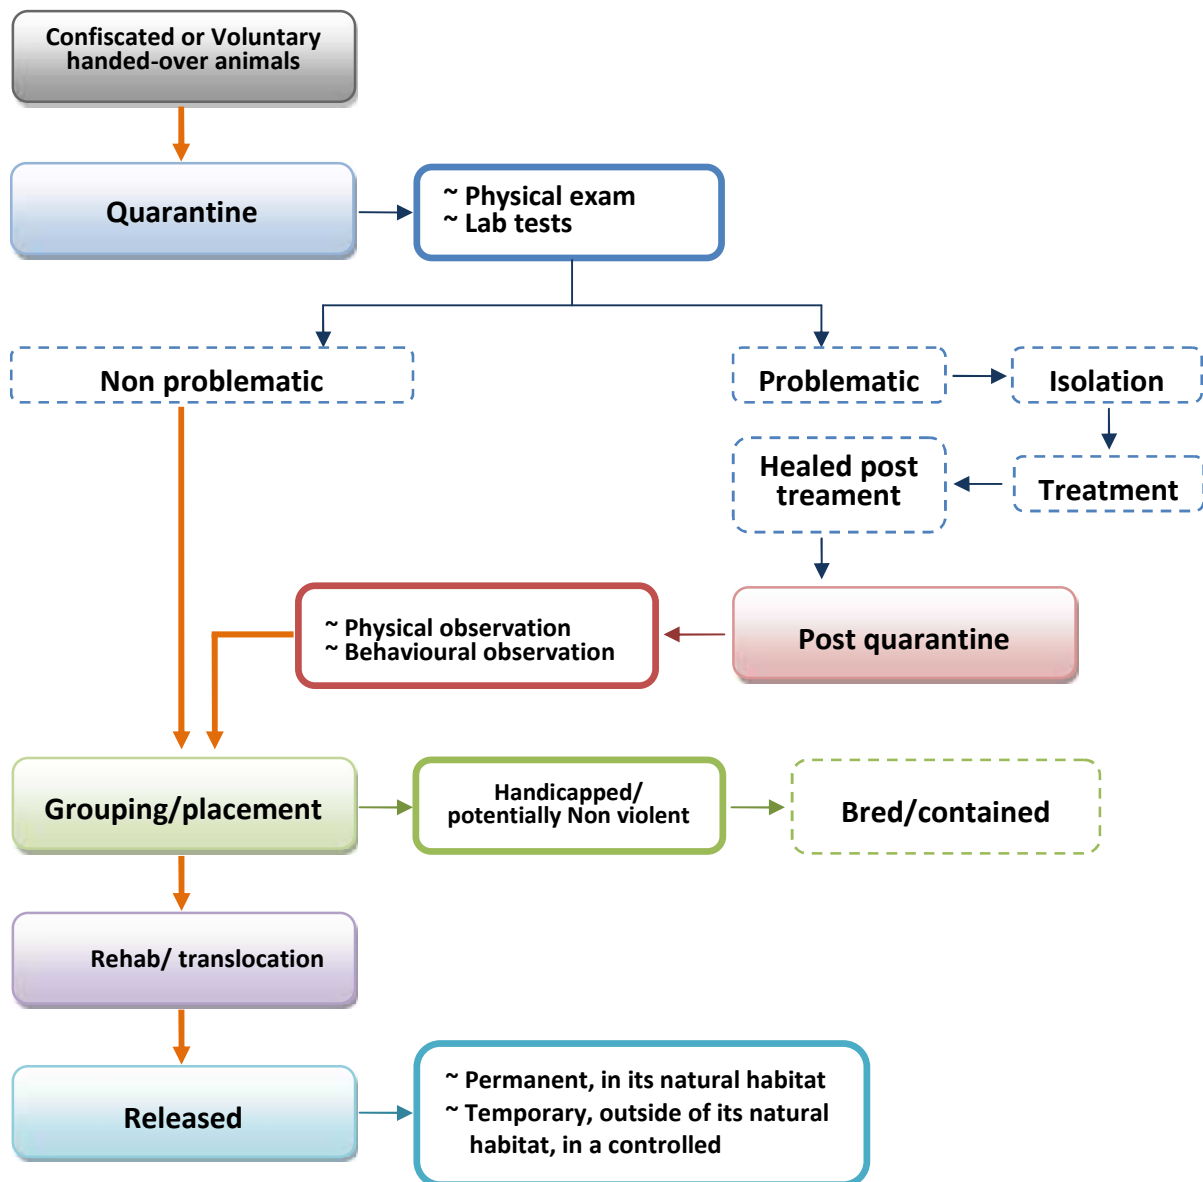 Confiscated or Voluntary
handed-over animals
Quarantine
~ Physical exam
~ Lab tests
Non problematic
Problematic
Isolation
Healed post
treament
Treatment
~ Physical observation
~ Behavioural observation
Post quarantine
Grouping/placement
Handicapped/
potentially Non violent
Bred/contained
Rehab/ translocation
Released
~ Permanent, in its natural habitat
~ Temporary, outside of its natural
habitat, in a controlled